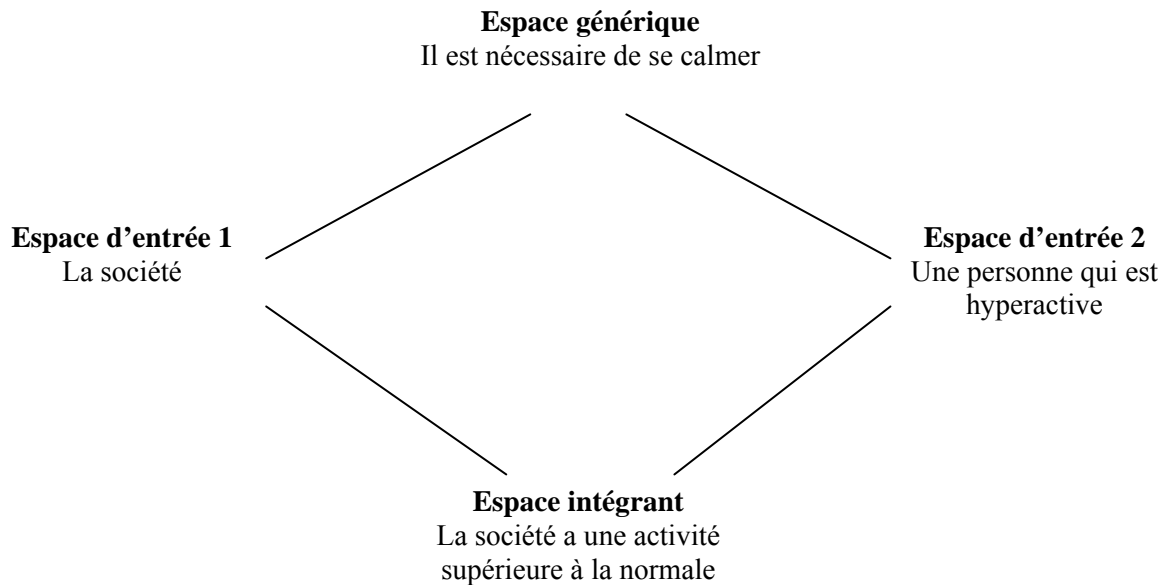 Espace générique
Il est nécessaire de se calmer
Espace d’entrée 1
La société
Espace d’entrée 2
Une personne qui est
hyperactive
Espace intégrant
La société a une activité
supérieure à la normale